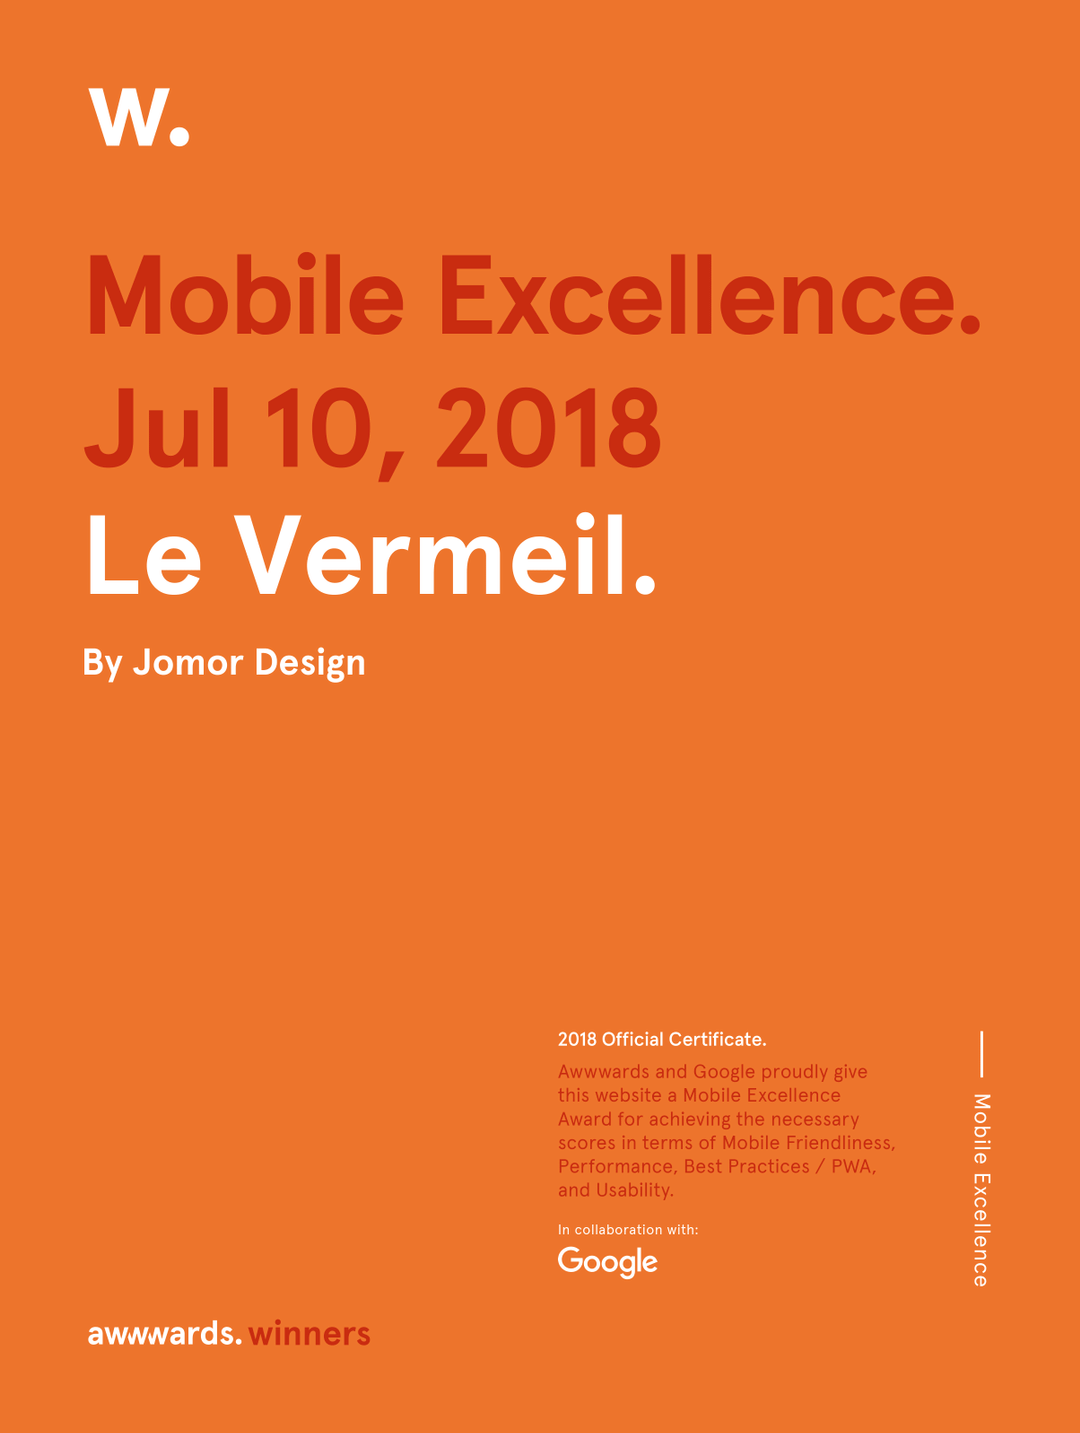 w.
Mobile Excellence.
Jul 10, 2018
Le Vermeil.
By Jomor Design
2018 Official Certificate.
Awwwards and Google proudly give
this website a Mobile Excellence
Award for achieving the necessary
scores in terms of Mobile Friendliness,
Performance, Best Practices / PWA,
and Usability.
In collaboration with:
Google
Mobile Excellence
awwwards. winners